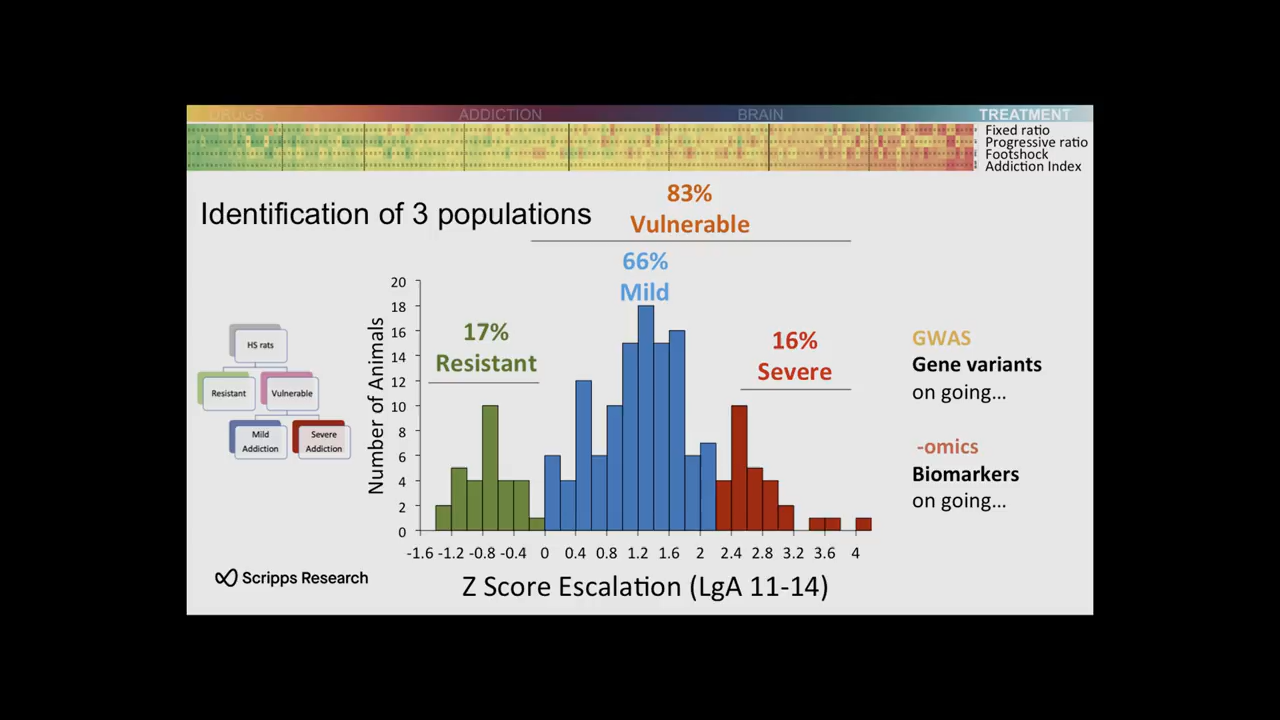 DRUGS ADDICTION BRAIN TREATMENT
Fixed ratio
Progressive ratio
Footshock
Addiction Index
Identification of 3 populations
83%
Vulnerable
66%
Mild
17%
Resistant
16%
Severe
HS rats
Resistant
Vulnerable
Mild
Addiction
Severe
Addiction
Number of Animals
20
18
16
14
12
10
8
6
4
2
0
-1.6 -1.2 -0.8 -0.4 0 0.4 0.8 1.2 1.6 2 2.4 2.8 3.2 3.6 4
Z Score Escalation (LgA 11-14)
GWAS
Gene variants
on going...
-omics
Biomarkers
on going...
Scripps Research